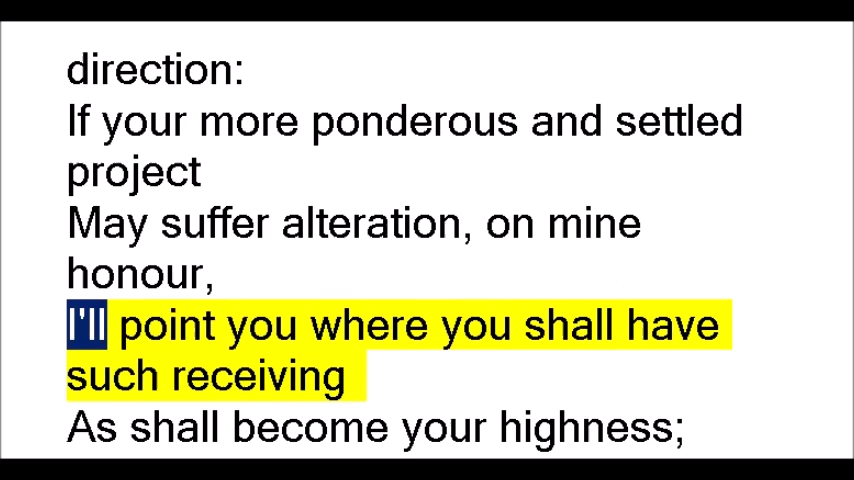 direction:
If your more ponderous and settled
project
May suffer alteration, on mine
honour,
I'll point you where you shall have
such receiving
As shall become your highness;